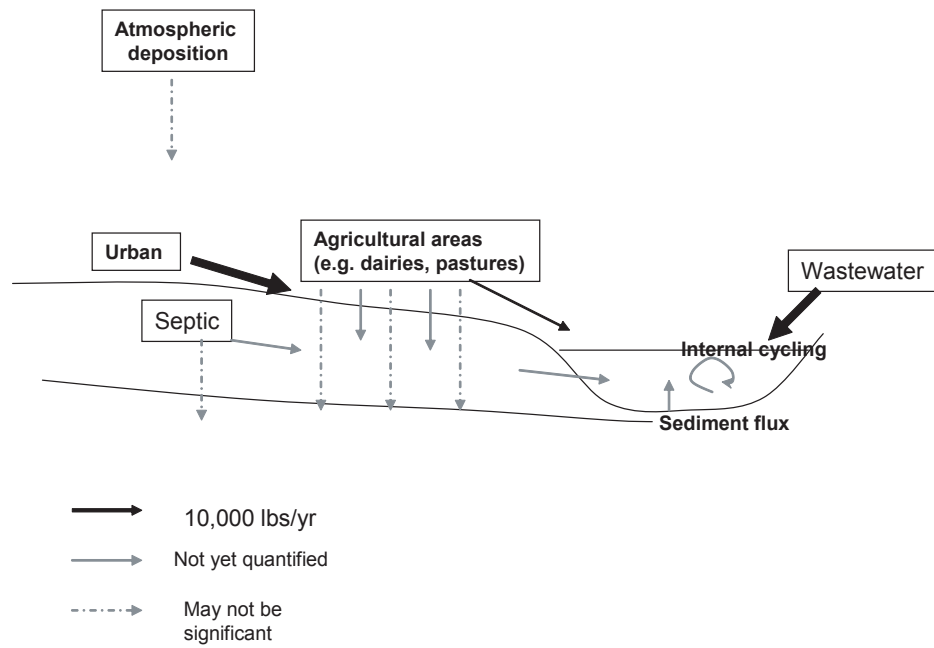 Atmospheric
deposition
Urban
Agricultural areas
(e.g. dairies, pastures)
Wastewater
Septic
Internal cycling
Sediment flux
10,000 lbs/yr
Not yet quantified
May not be
significant